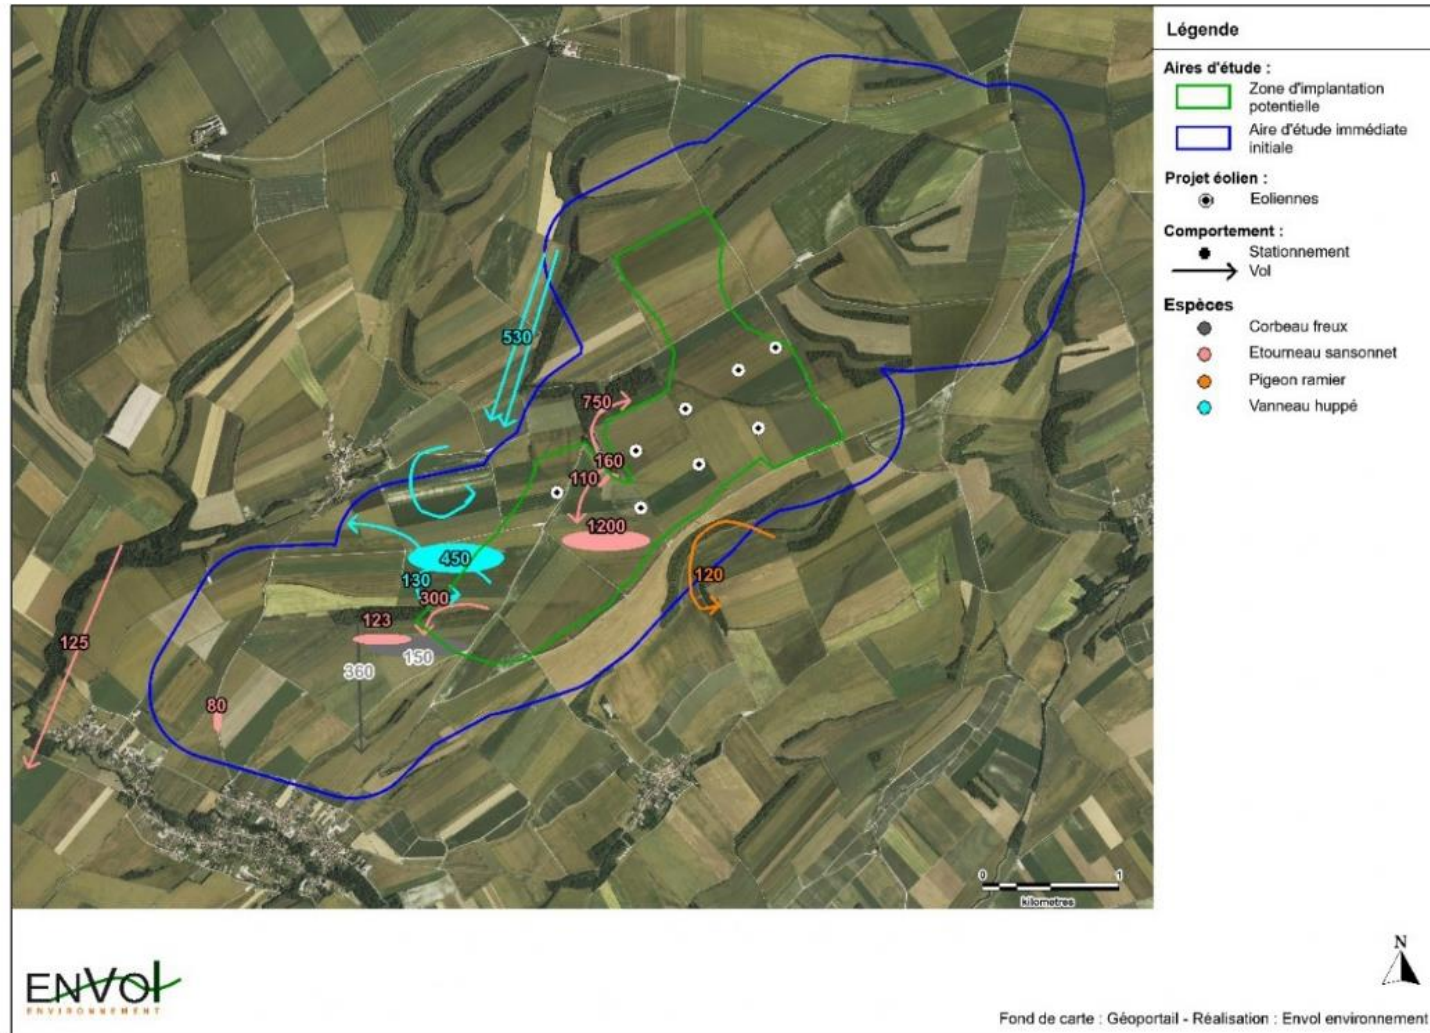 Légende
Aires d'étude :
Zone d'implantation
potentielle
Aire d'étude immédiate
initiale
Projet éolien :
Eoliennes
Comportement :
Stationnement
Vol
Espèces
Corbeau freux
Etourneau sansonnet
Pigeon ramier
Vanneau huppé
530
750
160
110
1200
450
130
300
120
123
150
360
125
80
0 1
kilometres
N
ENVOl
ENVIRONNEMENT
Fond de carte : Géoportail - Réalisation : Envol environnement